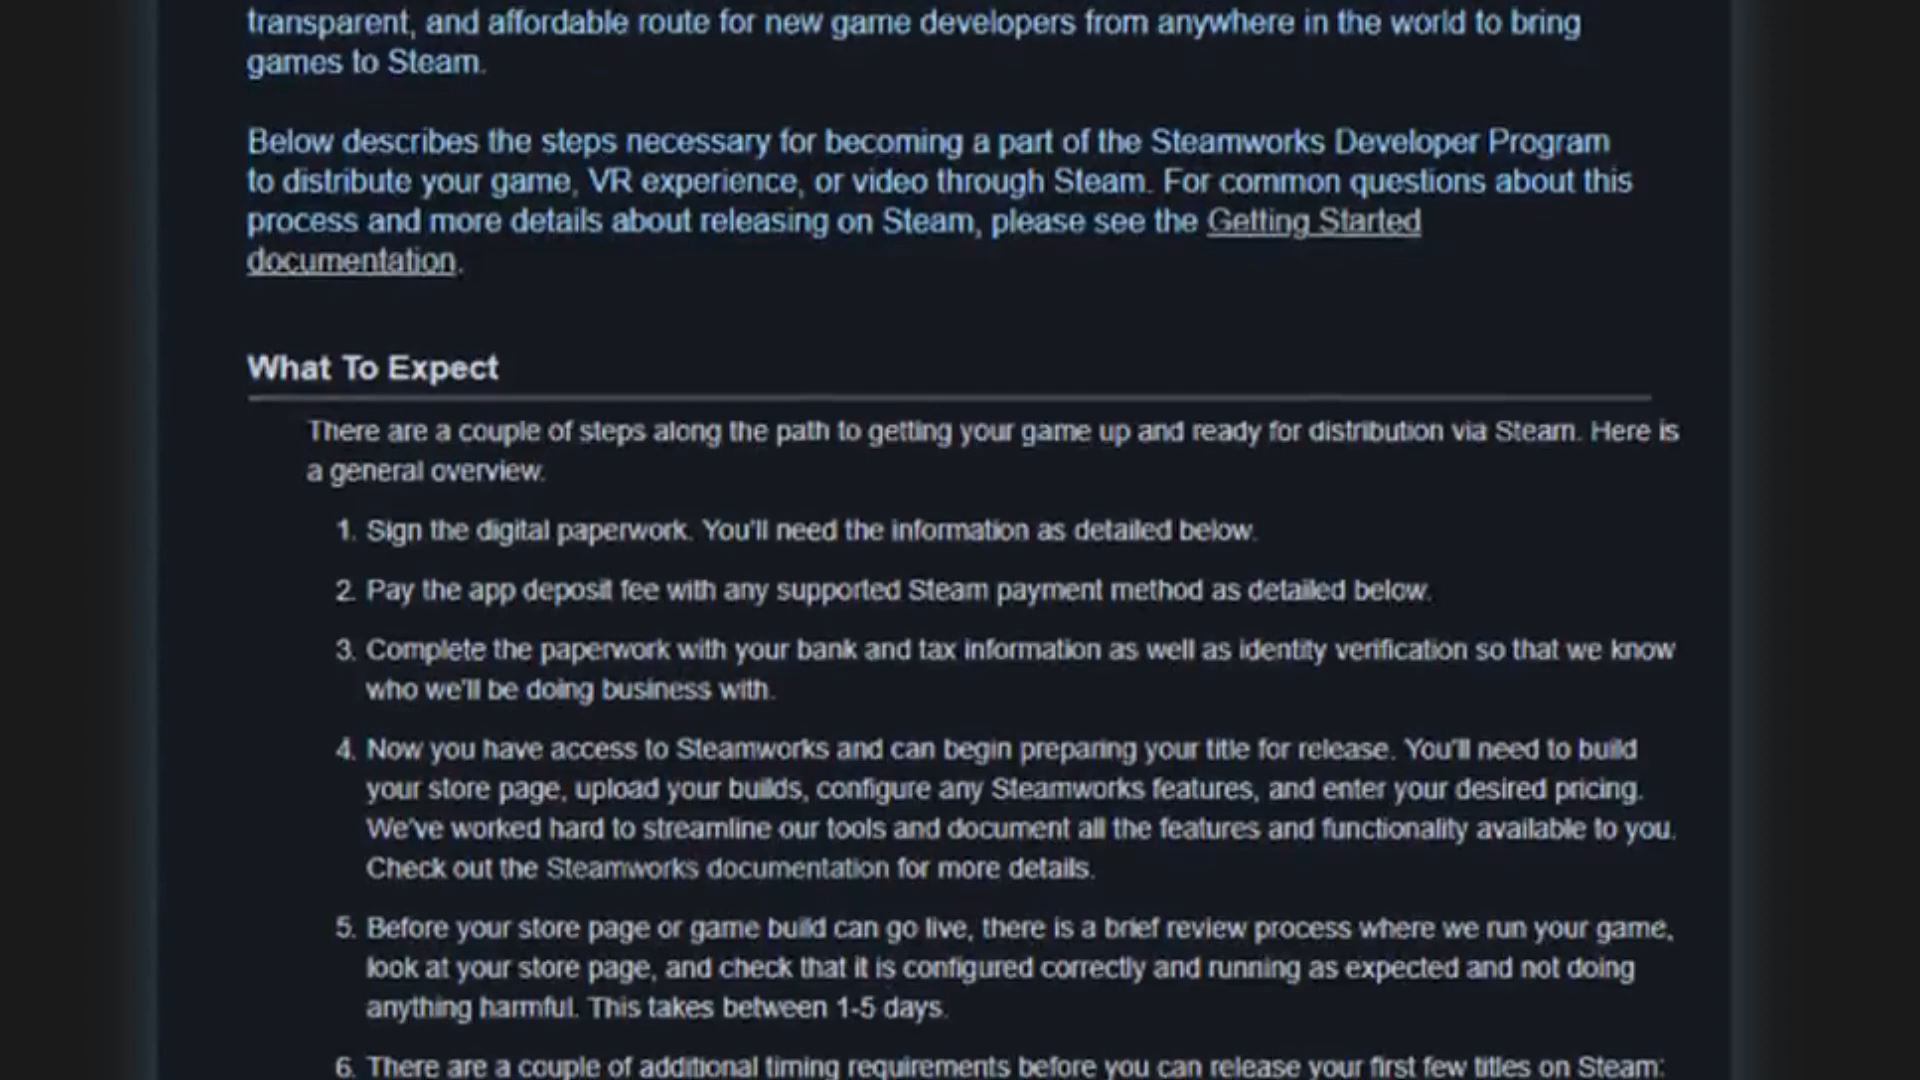 transparent, and affordable route for new game developers from anywhere in the world to bring
games to Steam.
Below describes the steps necessary for becoming a part of the Steamworks Developer Program
to distribute your game, VR experience, or video through Steam. For common questions about this
process and more details about releasing on Steam, please see the Getting Started
documentation.
What To Expect
There are a couple of steps along the path to getting your game up and ready for distribution via Steam. Here is
a general overview.
1. Sign the digital paperwork. You'll need the information as detailed below.
2. Pay the app deposit fee with any supported Steam payment method as detailed below.
3. Complete the paperwork with your bank and tax information as well as identity verification so that we know
who we'll be doing business with.
4. Now you have access to Steamworks and can begin preparing your title for release. You'll need to build
your store page, upload your builds, configure any Steamworks features, and enter your desired pricing.
We've worked hard to streamline our tools and document all the features and functionality available to you.
Check out the Steamworks documentation for more details.
5. Before your store page or game build can go live, there is a brief review process where we run your game,
look at your store page, and check that it is configured correctly and running as expected and not doing
anything harmful. This takes between 1-5 days.
6. There are a couple of additional timing requirements before you can release your first few titles on Steam: